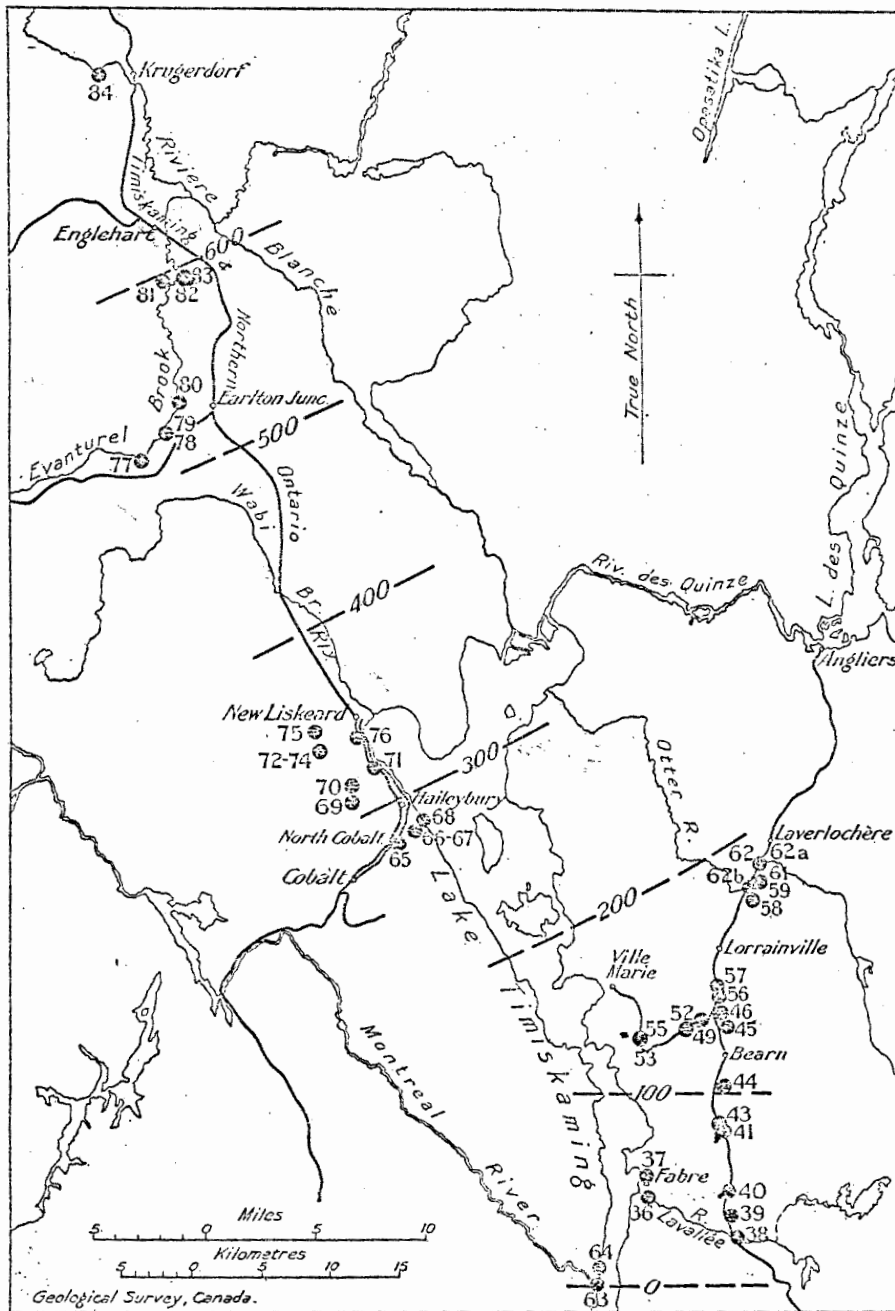 Krugerdorf
84
Opasatika L.
Riviere
Blanche
Timiskaming
&
Northern
Ontario
Englehart
600
83
81
82
True North
80
Brook
Earlton Junc.
79
78
77
Evanturel
500
L. des Quinze
Wabi
Br.
Riv.
400
Riv. des Quinze
Angliers
New Liskeard
75
76
72-74
71
300
70
69
Haileybury
68
66-67
North Cobalt
65
Cobalt
Otter R.
Laverlochère
62
62a
61
62b
59
58
200
Lake Timiskaming
Lorrainville
Ville
Marie
57
56
52
46
55
49
45
53
Bearn
44
100
Montreal River
43
41
37
Fabre
36
R.
Lavallée
40
39
38
64
63
0
Miles
5 0 5 10
Kilometres
5 0 5 10 15
Geological Survey, Canada.